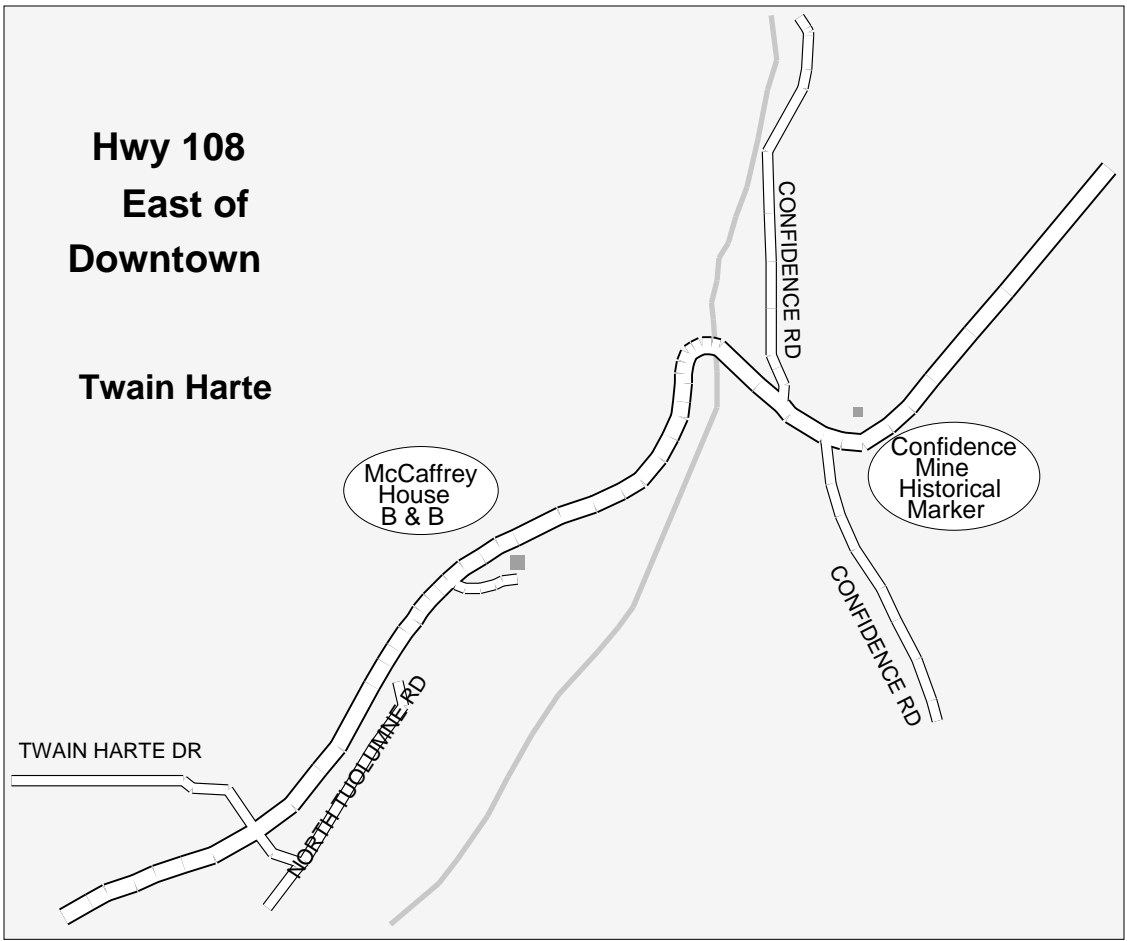 Hwy 108
East of
Downtown
Twain Harte
CONFIDENCE RD
McCaffrey
House
B & B
Confidence
Mine
Historical
Marker
CONFIDENCE RD
NORTH TUOLUMNE RD
TWAIN HARTE DR